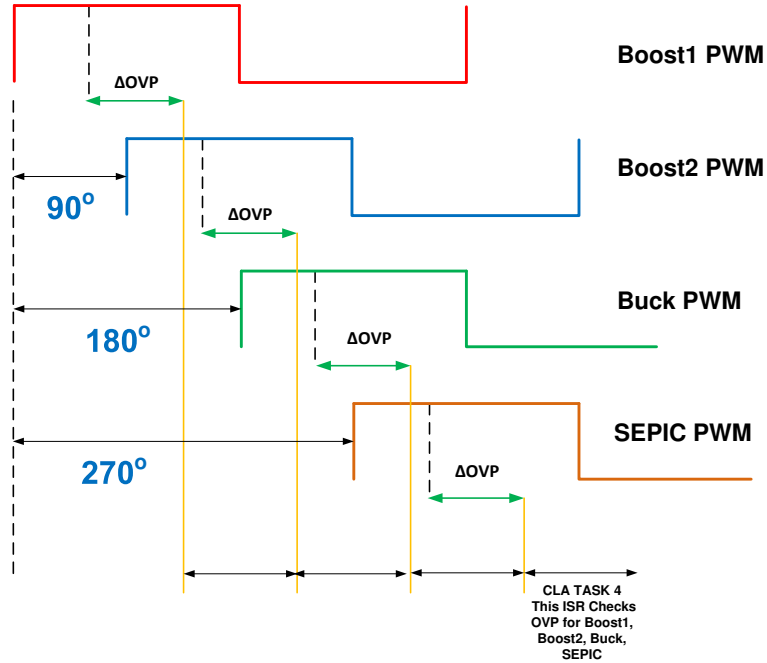 Boost1 PWM
ΔOVP
Boost2 PWM
90°
ΔOVP
Buck PWM
180°
ΔOVP
SEPIC PWM
270°
ΔOVP
CLA TASK 4
This ISR Checks
OVP for Boost1,
Boost2, Buck,
SEPIC